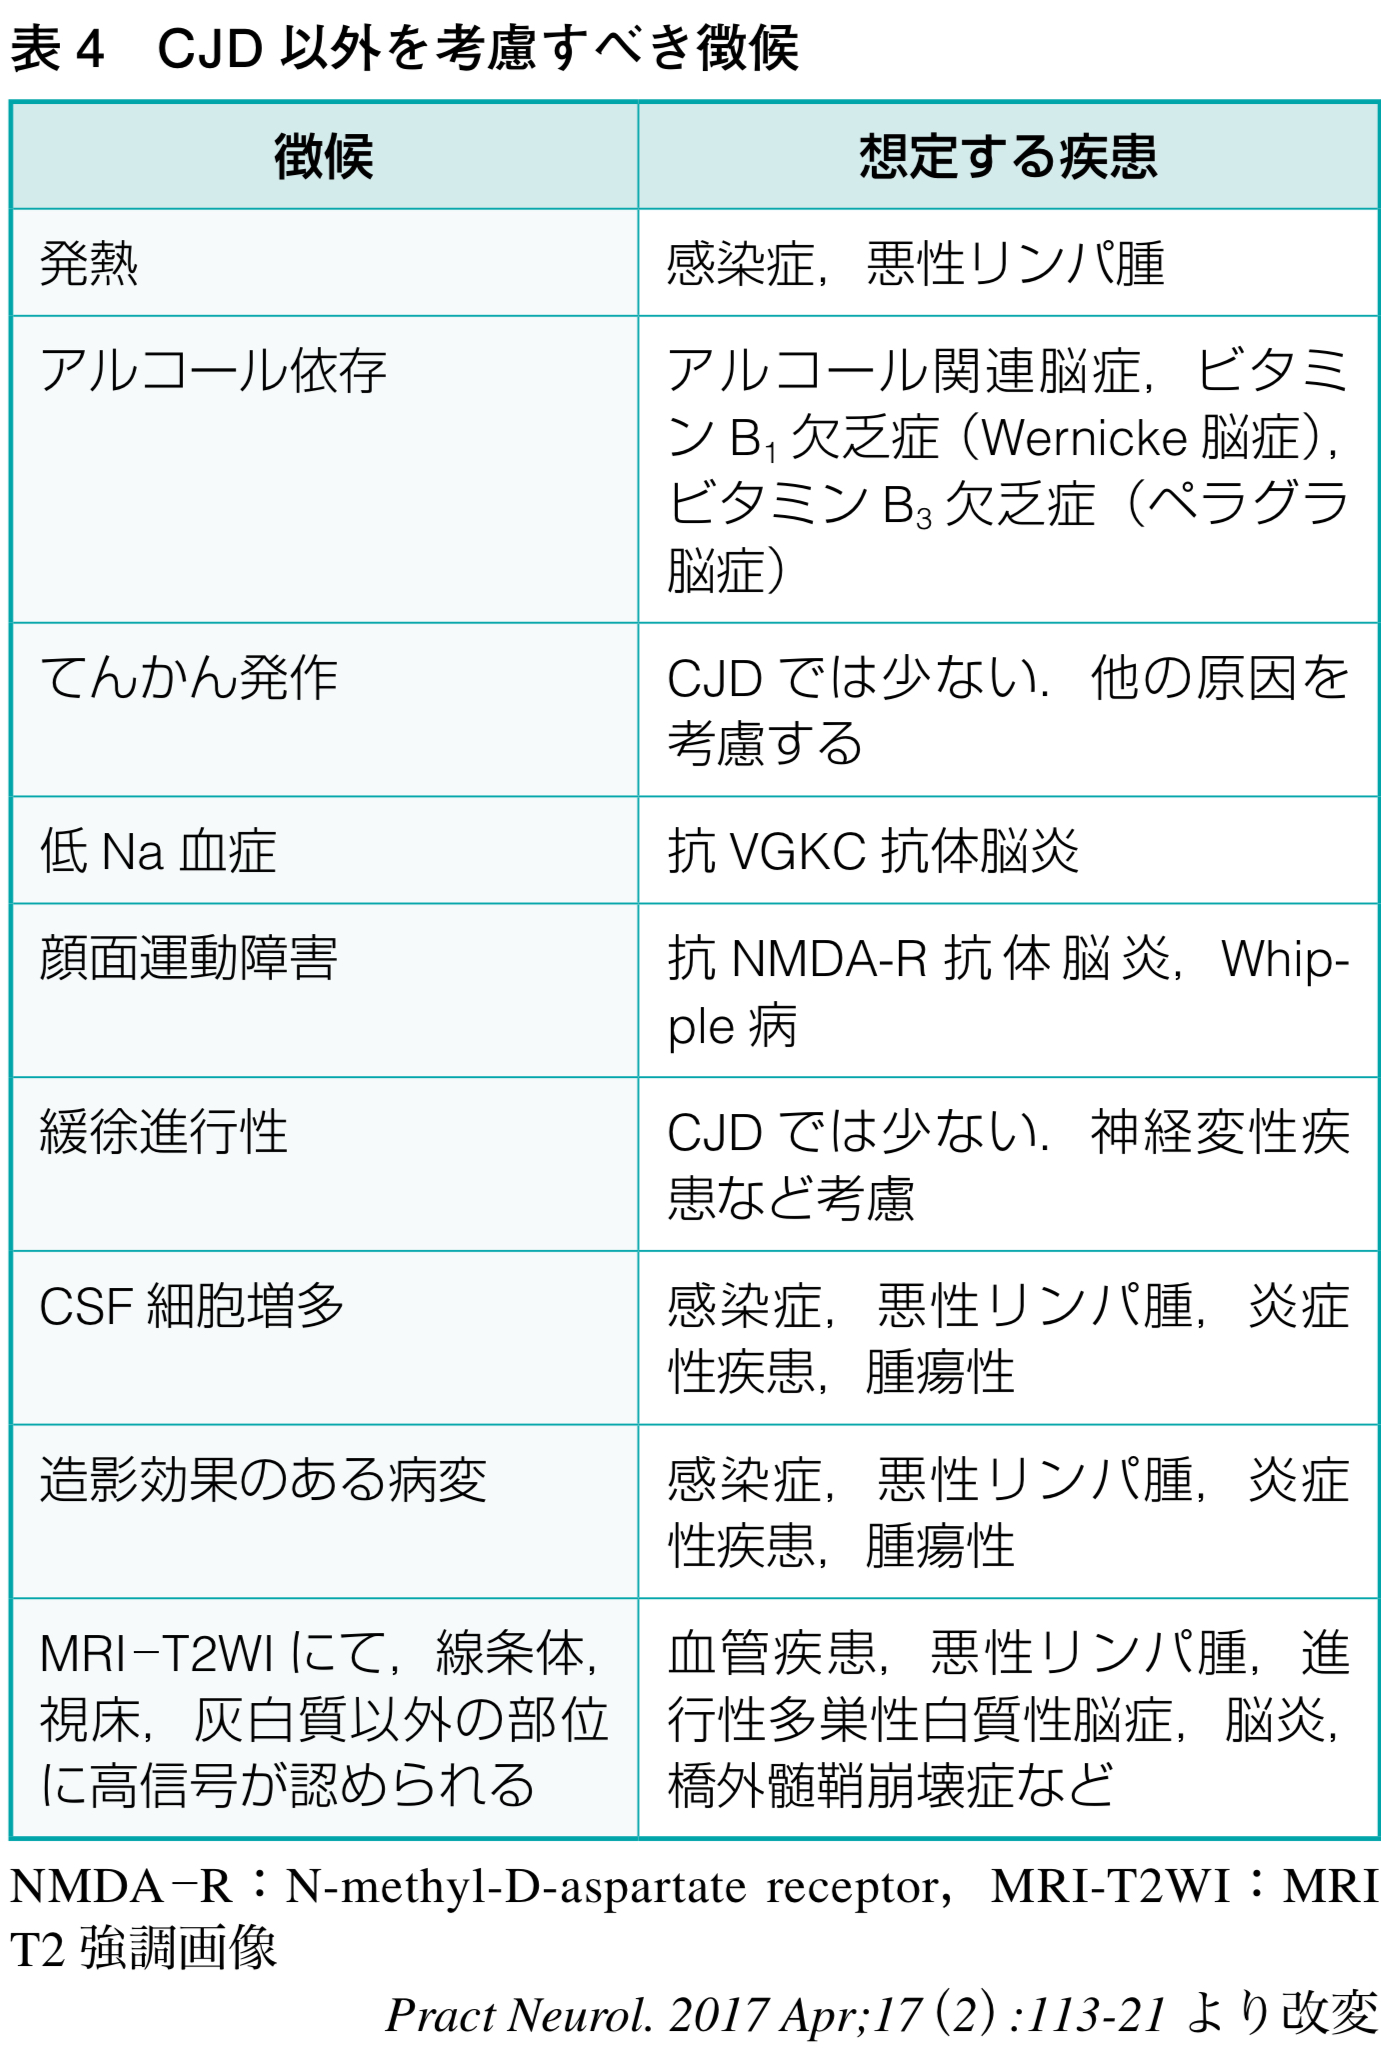 表 4　CJD 以外を考慮すべき徴候
徴候
想定する疾患
発熱
感染症，悪性リンパ腫
アルコール依存
アルコール関連脳症，ビタミ
ン B₁ 欠乏症（Wernicke 脳症），
ビタミン B₃ 欠乏症（ペラグラ
脳症）
てんかん発作
CJD では少ない．他の原因を
考慮する
低 Na 血症
抗 VGKC 抗体脳炎
顔面運動障害
抗 NMDA-R 抗体脳炎，Whip-
ple 病
緩徐進行性
CJD では少ない．神経変性疾
患など考慮
CSF 細胞増多
感染症，悪性リンパ腫，炎症
性疾患，腫瘍性
造影効果のある病変
感染症，悪性リンパ腫，炎症
性疾患，腫瘍性
MRI−T2WI にて，線条体，
視床，灰白質以外の部位
に高信号が認められる
血管疾患，悪性リンパ腫，進
行性多巣性白質性脳症，脳炎，
橋外髄鞘崩壊症など
NMDA−R：N-methyl-D-aspartate receptor，MRI-T2WI：MRI
T2 強調画像
Pract Neurol. 2017 Apr;17（2）:113-21 より改変